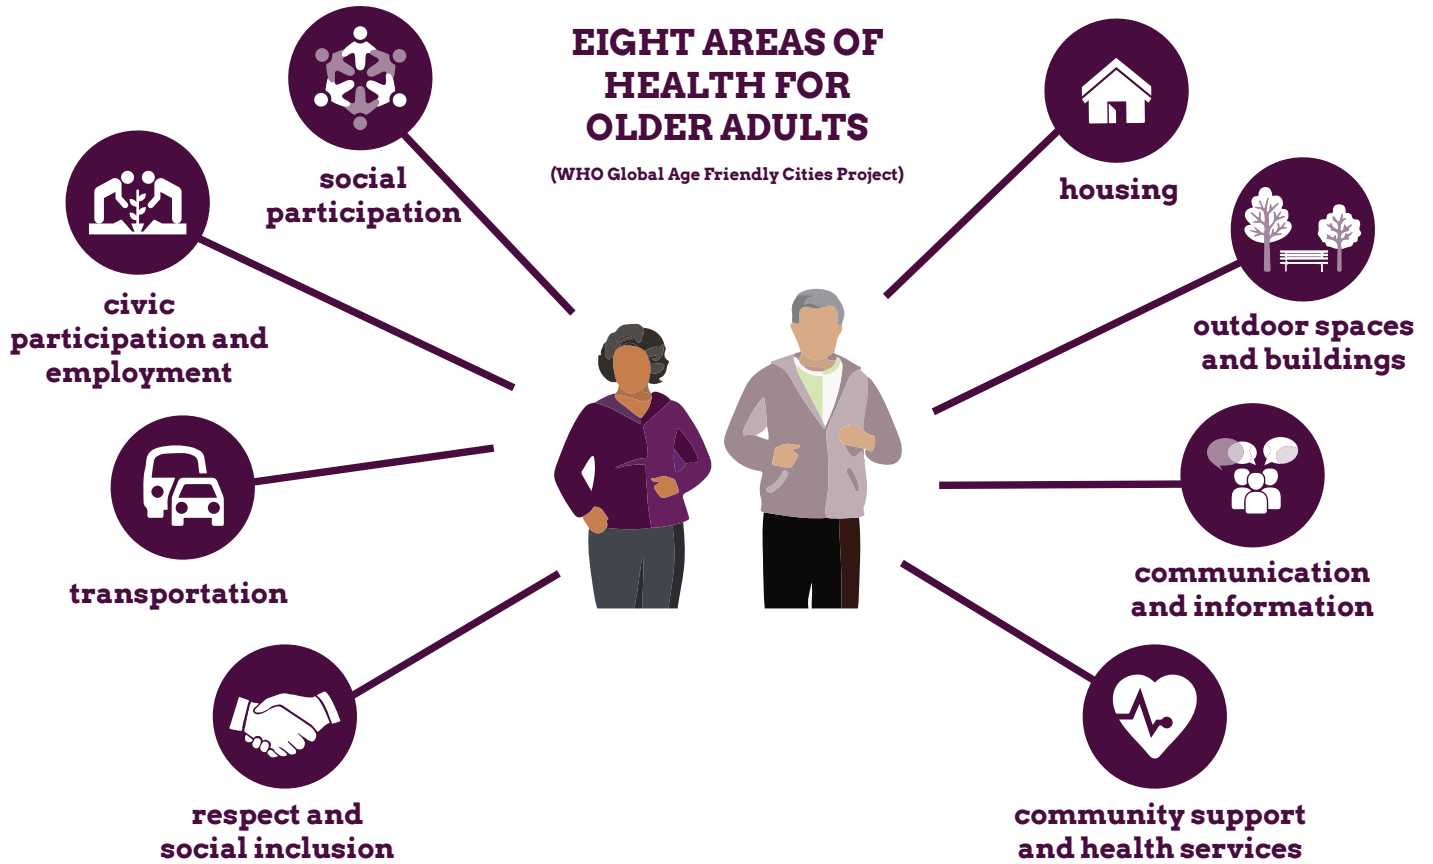 EIGHT AREAS OF
HEALTH FOR
OLDER ADULTS
(WHO Global Age Friendly Cities Project)
social
participation
civic
participation and
employment
transportation
respect and
social inclusion
housing
outdoor spaces
and buildings
communication
and information
community support
and health services